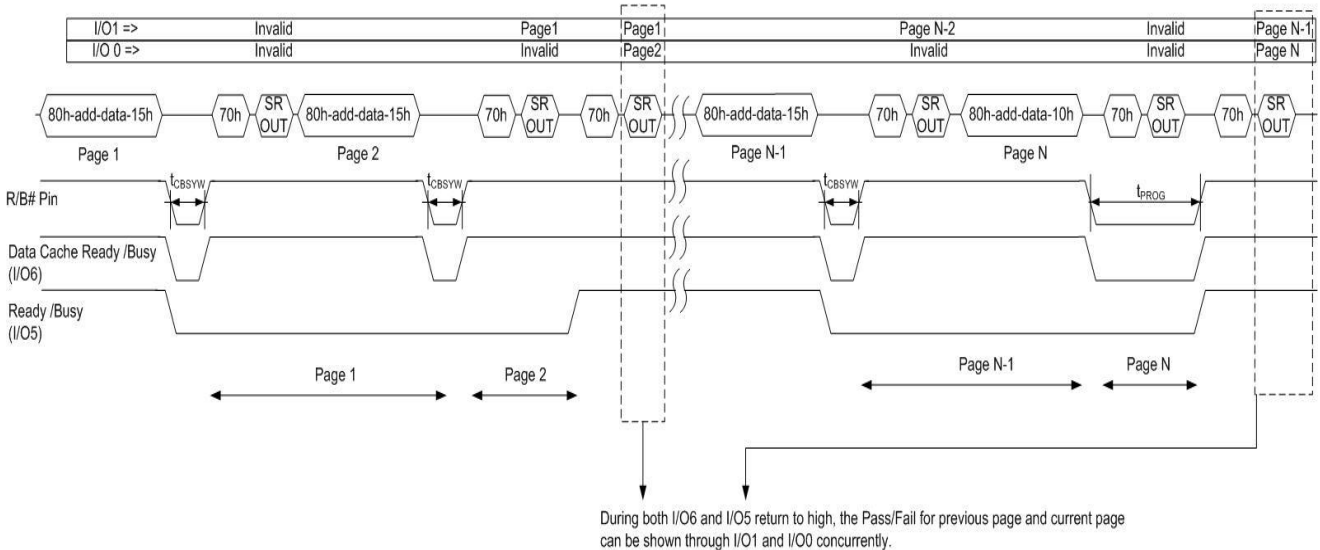 I/O1 => Invalid Page1 Page1 Page N-2 Invalid Page N-1
I/O 0 => Invalid Invalid Page2 Invalid Invalid Page N
80h-add-data-15h 70h SR OUT 80h-add-data-15h 70h SR OUT 70h SR OUT 80h-add-data-15h 70h SR OUT 80h-add-data-10h 70h SR OUT 70h SR OUT
Page 1 Page 2 Page N-1 Page N
R/B# Pin tCBSYW tCBSYW tCBSYW tPROG
Data Cache Ready /Busy
(I/O6)
Ready /Busy
(I/O5)
Page 1 Page 2 Page N-1 Page N
During both I/O6 and I/O5 return to high, the Pass/Fail for previous page and current page
can be shown through I/O1 and I/O0 concurrently.